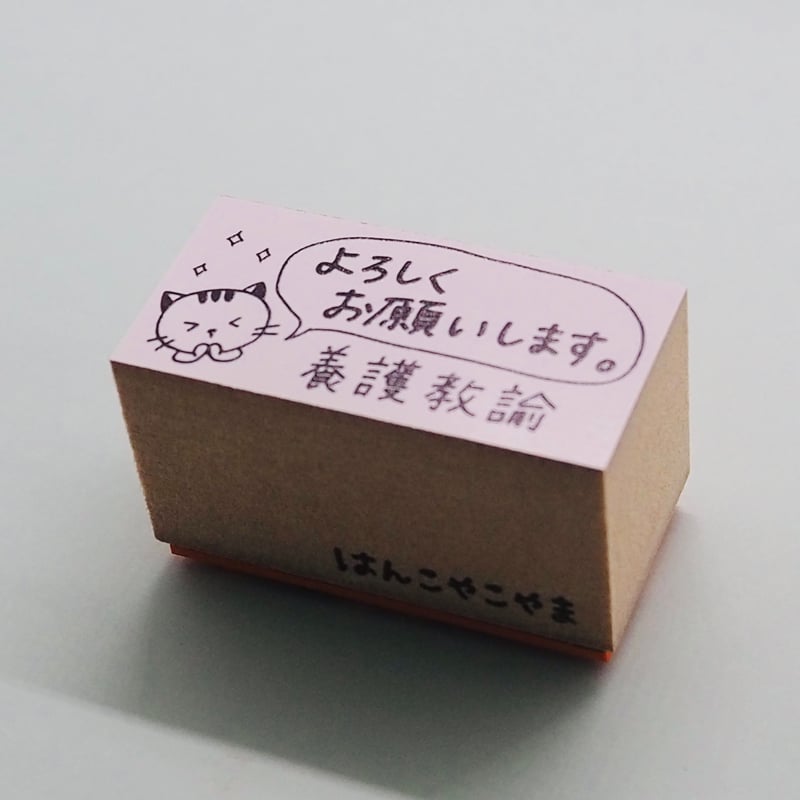 よろしく
お願いします。
養護教諭
はんこやこやま